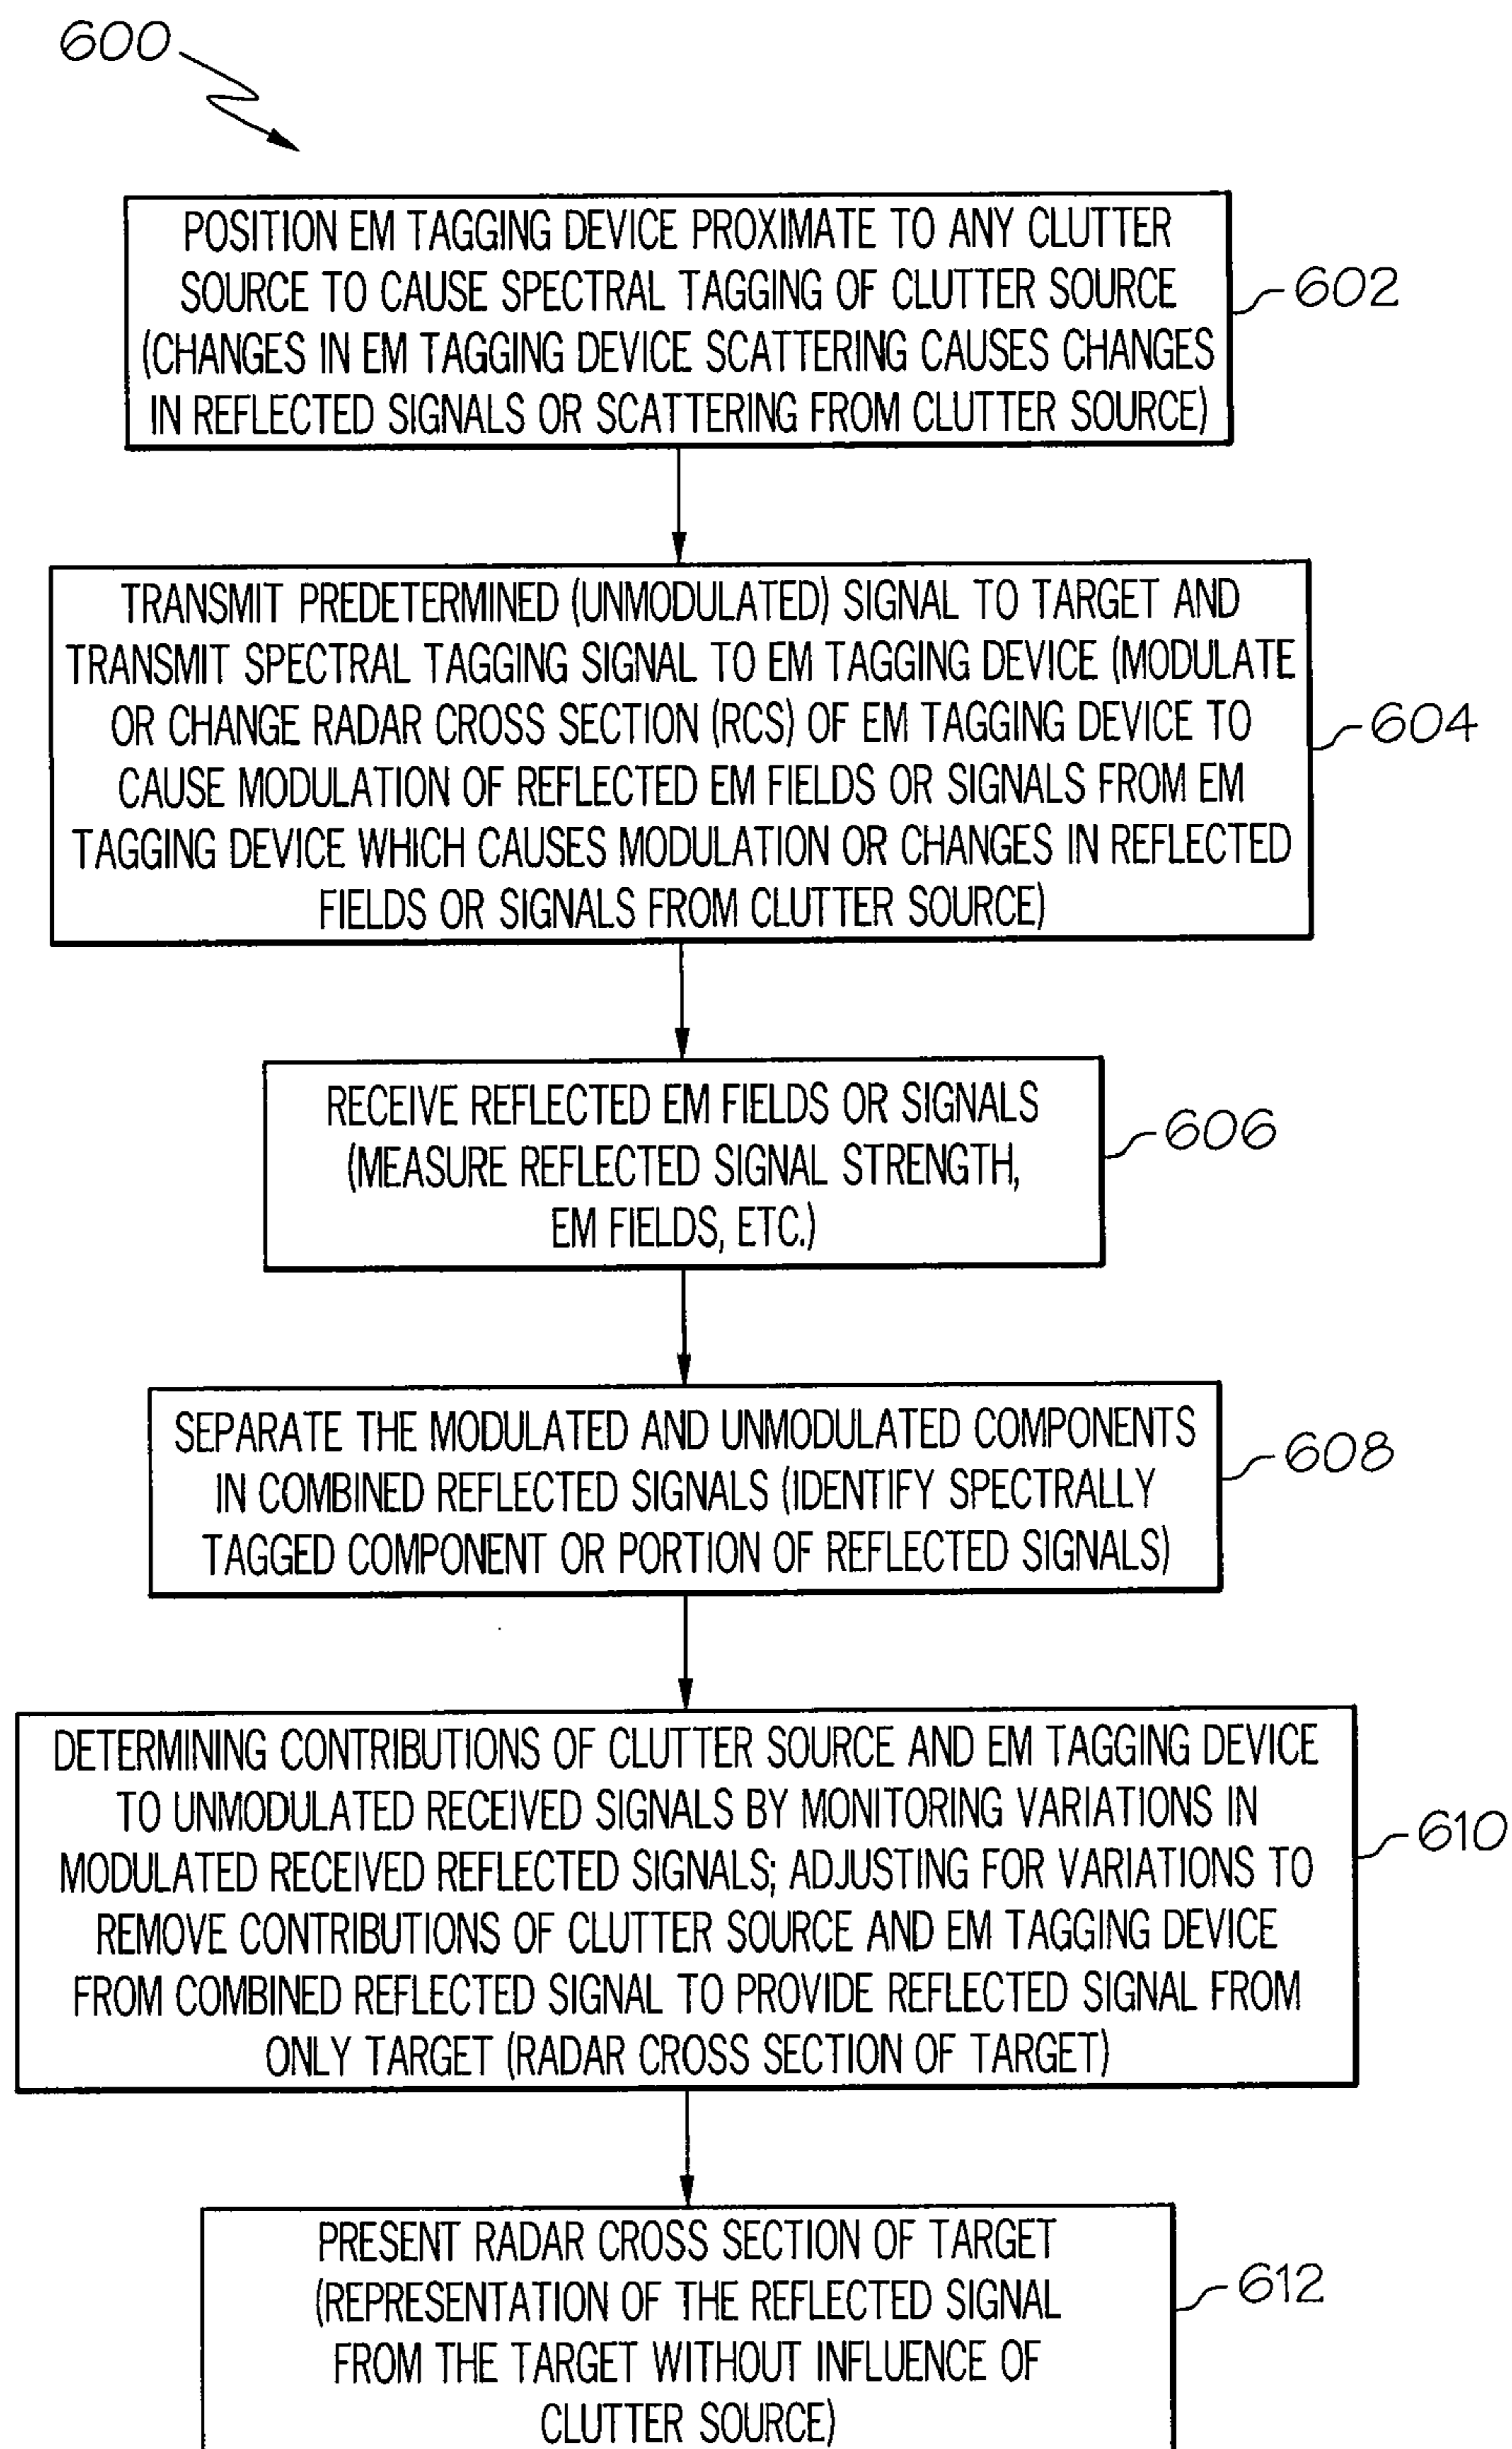 600
POSITION EM TAGGING DEVICE PROXIMATE TO ANY CLUTTER
SOURCE TO CAUSE SPECTRAL TAGGING OF CLUTTER SOURCE
(CHANGES IN EM TAGGING DEVICE SCATTERING CAUSES CHANGES
IN REFLECTED SIGNALS OR SCATTERING FROM CLUTTER SOURCE)
602
TRANSMIT PREDETERMINED (UNMODULATED) SIGNAL TO TARGET AND
TRANSMIT SPECTRAL TAGGING SIGNAL TO EM TAGGING DEVICE (MODULATE
OR CHANGE RADAR CROSS SECTION (RCS) OF EM TAGGING DEVICE TO
CAUSE MODULATION OF REFLECTED EM FIELDS OR SIGNALS FROM EM
TAGGING DEVICE WHICH CAUSES MODULATION OR CHANGES IN REFLECTED
FIELDS OR SIGNALS FROM CLUTTER SOURCE)
604
RECEIVE REFLECTED EM FIELDS OR SIGNALS
(MEASURE REFLECTED SIGNAL STRENGTH,
EM FIELDS, ETC.)
606
SEPARATE THE MODULATED AND UNMODULATED COMPONENTS
IN COMBINED REFLECTED SIGNALS (IDENTIFY SPECTRALLY
TAGGED COMPONENT OR PORTION OF REFLECTED SIGNALS)
608
DETERMINING CONTRIBUTIONS OF CLUTTER SOURCE AND EM TAGGING DEVICE
TO UNMODULATED RECEIVED SIGNALS BY MONITORING VARIATIONS IN
MODULATED RECEIVED REFLECTED SIGNALS; ADJUSTING FOR VARIATIONS TO
REMOVE CONTRIBUTIONS OF CLUTTER SOURCE AND EM TAGGING DEVICE
FROM COMBINED REFLECTED SIGNAL TO PROVIDE REFLECTED SIGNAL FROM
ONLY TARGET (RADAR CROSS SECTION OF TARGET)
610
PRESENT RADAR CROSS SECTION OF TARGET
(REPRESENTATION OF THE REFLECTED SIGNAL
FROM THE TARGET WITHOUT INFLUENCE OF
CLUTTER SOURCE)
612